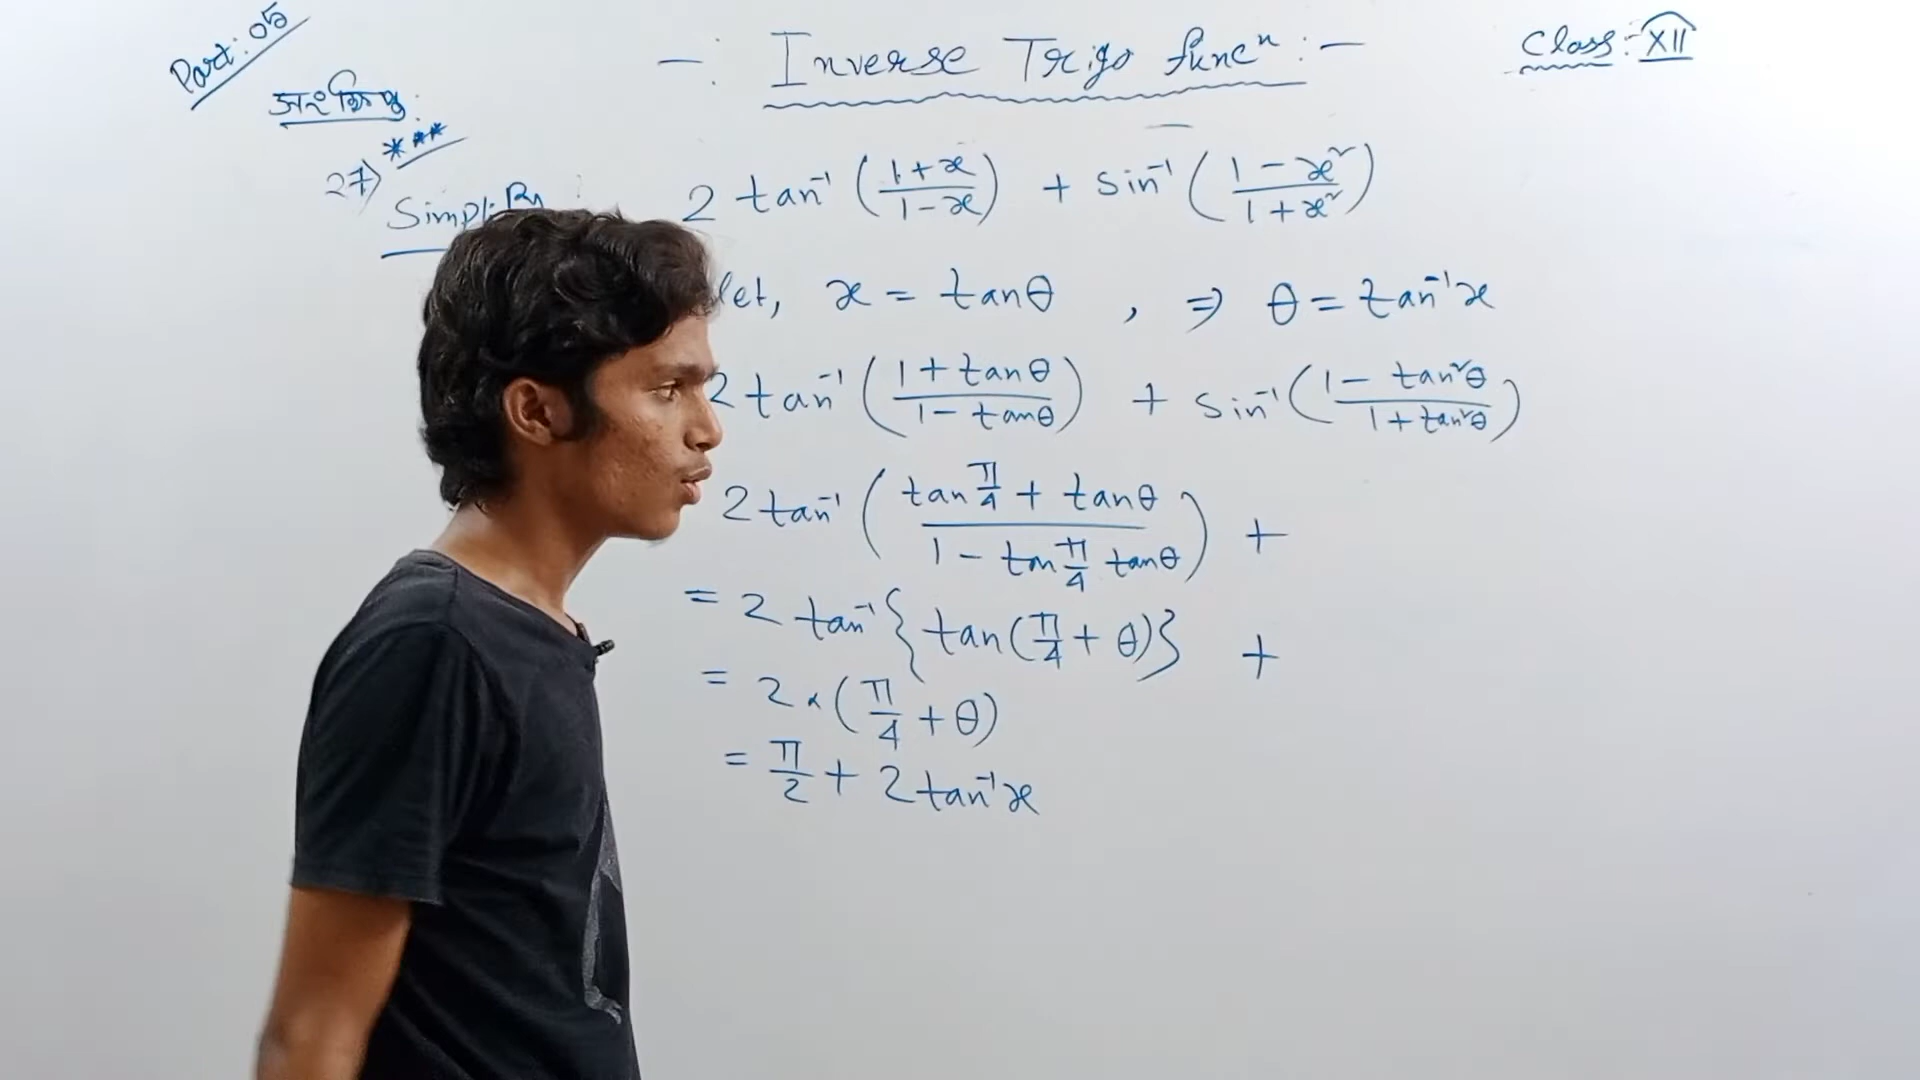 Part: 05
-: Inverse Trigo funcⁿ :-
Class:- XII
***
27) Simplify : 2 tan⁻¹ ((1+x)/(1-x)) + sin⁻¹ ((1-x²)/(1+x²))
let, x = tanθ , ⇒ θ = tan⁻¹x
2 tan⁻¹ ((1+tanθ)/(1-tanθ)) + sin⁻¹ ((1-tan²θ)/(1+tan²θ))
2 tan⁻¹ ((tan π/4 + tanθ)/(1 - tan π/4 tanθ)) +
= 2 tan⁻¹ {tan(π/4 + θ)} +
= 2 × (π/4 + θ)
= π/2 + 2 tan⁻¹x